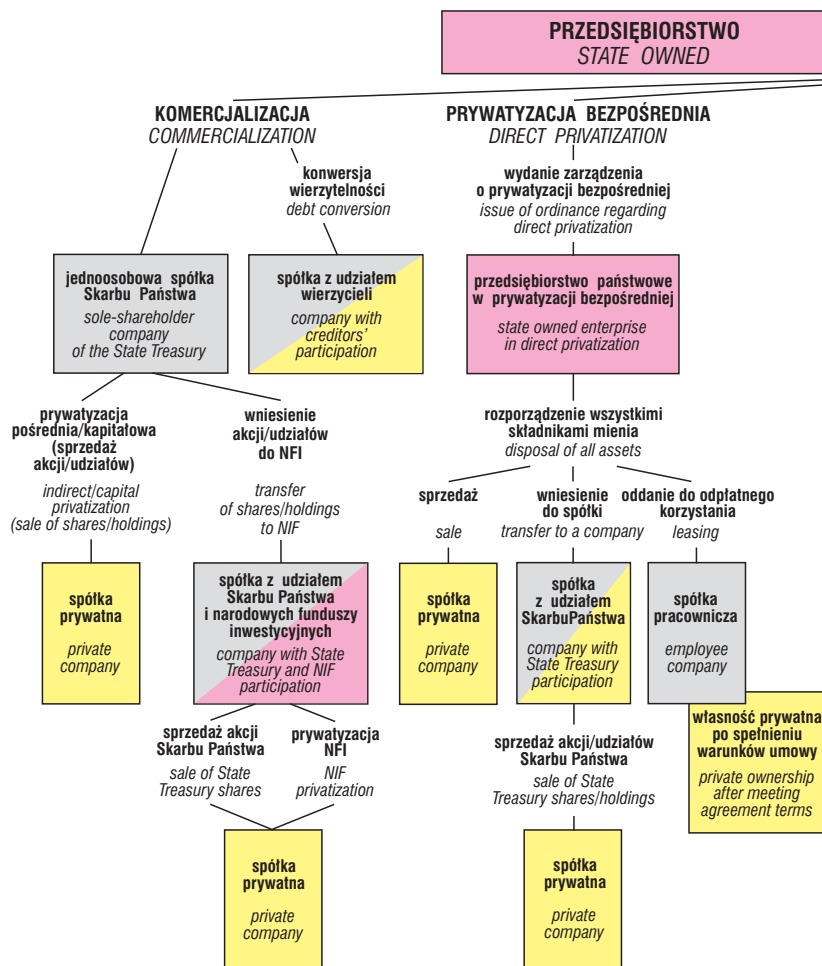 PRZEDSIĘBIORSTWO
STATE OWNED
KOMERCJALIZACJA
COMMERCIALIZATION
PRYWATYZACJA BEZPOŚREDNIA
DIRECT PRIVATIZATION
konwersja
wierzytelności
debt conversion
wydanie zarządzenia
o prywatyzacji bezpośredniej
issue of ordinance regarding
direct privatization
jednoosobowa spółka
Skarbu Państwa
sole-shareholder
company
of the State Treasury
spółka z udziałem
wierzycieli
company with
creditors'
participation
przedsiębiorstwo państwowe
w prywatyzacji bezpośredniej
state owned enterprise
in direct privatization
prywatyzacja
pośrednia/kapitałowa
(sprzedaż
akcji/udziałów)
indirect/capital
privatization
(sale of shares/holdings)
wniesienie
akcji/udziałów
do NFI
transfer
of shares/holdings
to NIF
rozporządzenie wszystkimi
składnikami mienia
disposal of all assets
sprzedaż
sale
wniesienie
do spółki
transfer to a company
oddanie do odpłatnego
korzystania
leasing
spółka
prywatna
private
company
spółka z udziałem
Skarbu Państwa
i narodowych funduszy
inwestycyjnych
company with State
Treasury and NIF
participation
spółka
prywatna
private
company
spółka
z udziałem
SkarbuPaństwa
company with
State Treasury
participation
spółka
pracownicza
employee
company
własność prywatna
po spełnieniu
warunków umowy
private ownership
after meeting
agreement terms
sprzedaż akcji
Skarbu Państwa
sale of State
Treasury shares
prywatyzacja
NFI
NIF
privatization
sprzedaż akcji/udziałów
Skarbu Państwa
sale of State
Treasury shares/holdings
spółka
prywatna
private
company
spółka
prywatna
private
company